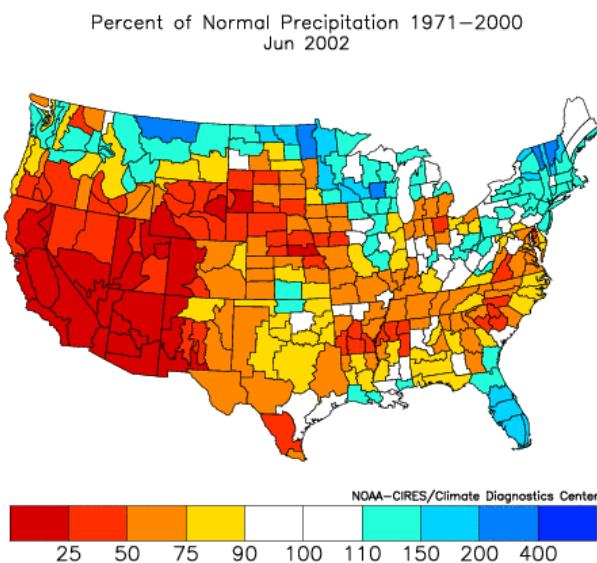 Percent of Normal Precipitation 1971-2000
Jun 2002
NOAA-CIRES/Climate Diagnostics Center
25 50 75 90 100 110 150 200 400